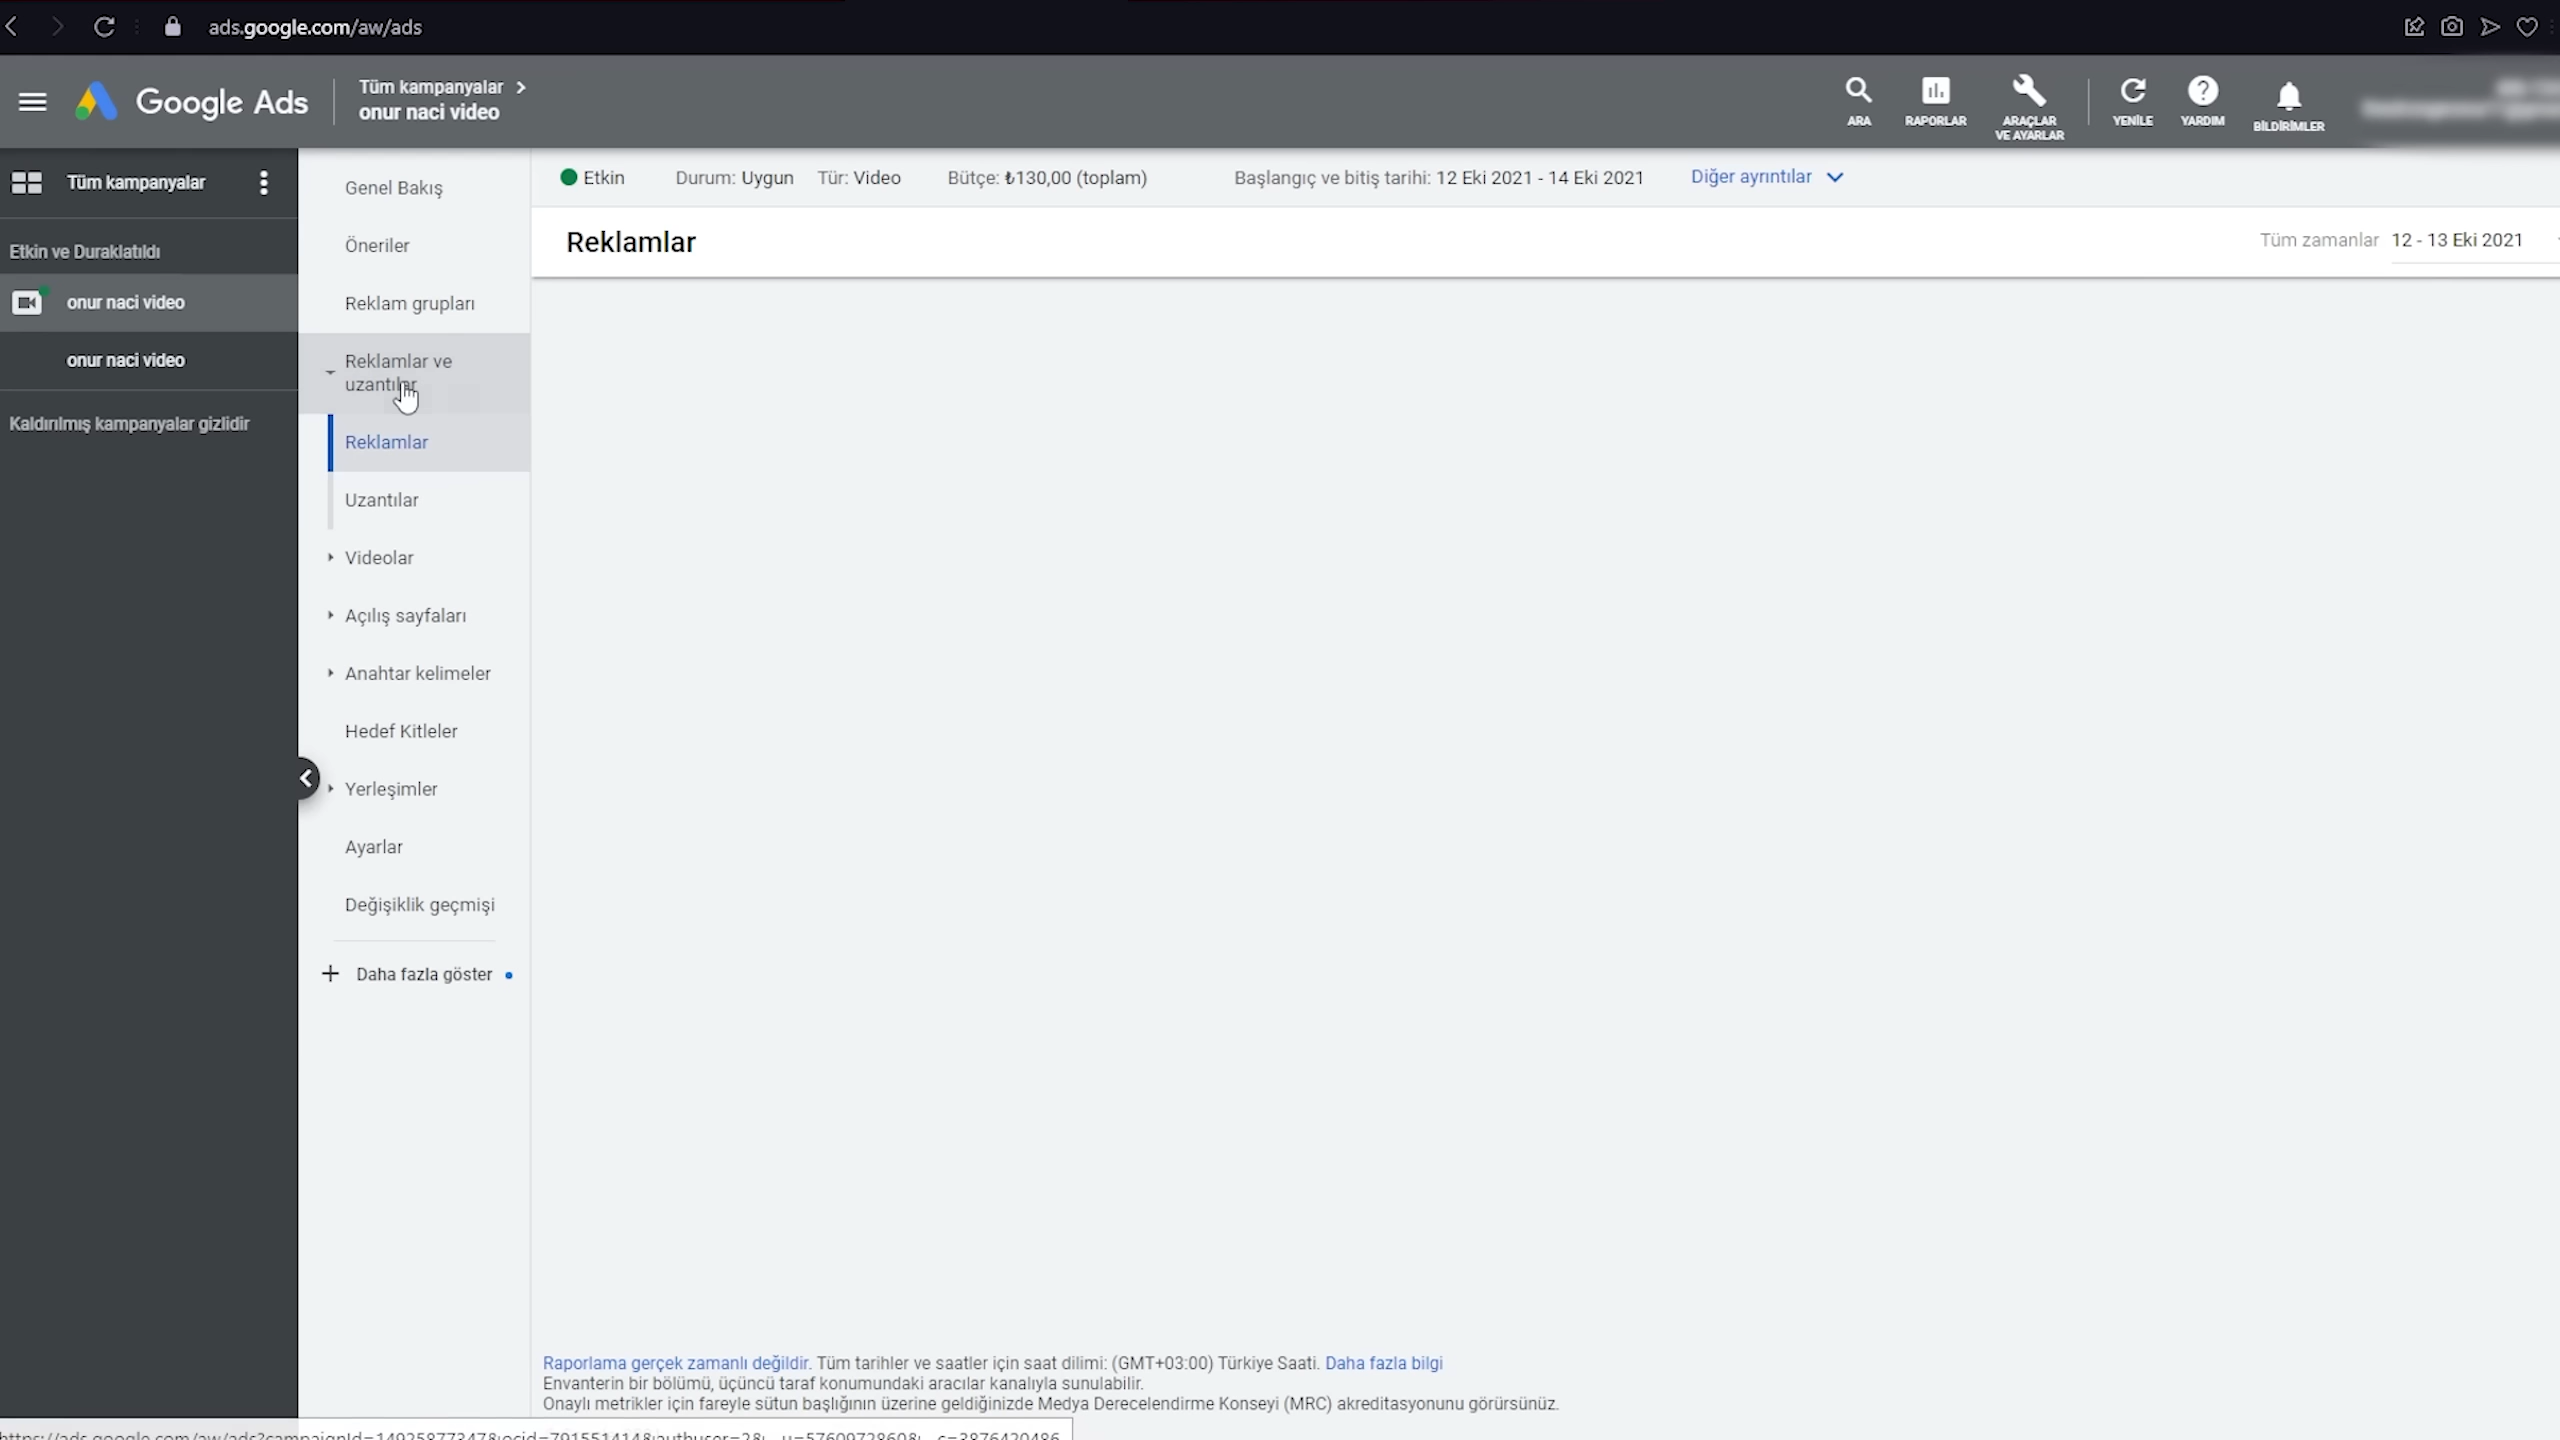 ads.google.com/aw/ads
Google Ads
Tüm kampanyalar >
onur naci video
ARA
RAPORLAR
ARAÇLAR
VE AYARLAR
YENİLE
YARDIM
BİLDİRİMLER
Tüm kampanyalar
Etkin ve Duraklatıldı
onur naci video
onur naci video
Kaldırılmış kampanyalar gizlidir
Genel Bakış
Öneriler
Reklam grupları
Reklamlar ve
uzantılar
Reklamlar
Uzantılar
Videolar
Açılış sayfaları
Anahtar kelimeler
Hedef Kitleler
Yerleşimler
Ayarlar
Değişiklik geçmişi
+ Daha fazla göster
Etkin Durum: Uygun Tür: Video Bütçe: ₺130,00 (toplam) Başlangıç ve bitiş tarihi: 12 Eki 2021 - 14 Eki 2021 Diğer ayrıntılar
Reklamlar
Tüm zamanlar 12 - 13 Eki 2021
Raporlama gerçek zamanlı değildir. Tüm tarihler ve saatler için saat dilimi: (GMT+03:00) Türkiye Saati. Daha fazla bilgi
Envanterin bir bölümü, üçüncü taraf konumundaki aracılar kanalıyla sunulabilir.
Onaylı metrikler için fareyle sütun başlığının üzerine geldiğinizde Medya Derecelendirme Konseyi (MRC) akreditasyonunu görürsünüz.